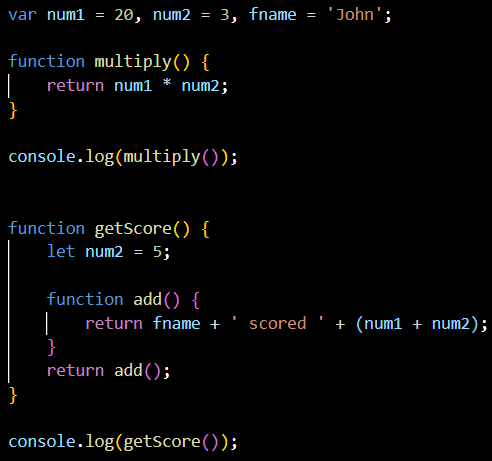 var num1 = 20, num2 = 3, fname = 'John';
function multiply() {
    return num1 * num2;
}
console.log(multiply());
function getScore() {
    let num2 = 5;
    function add() {
        return fname + ' scored ' + (num1 + num2);
    }
    return add();
}
console.log(getScore());